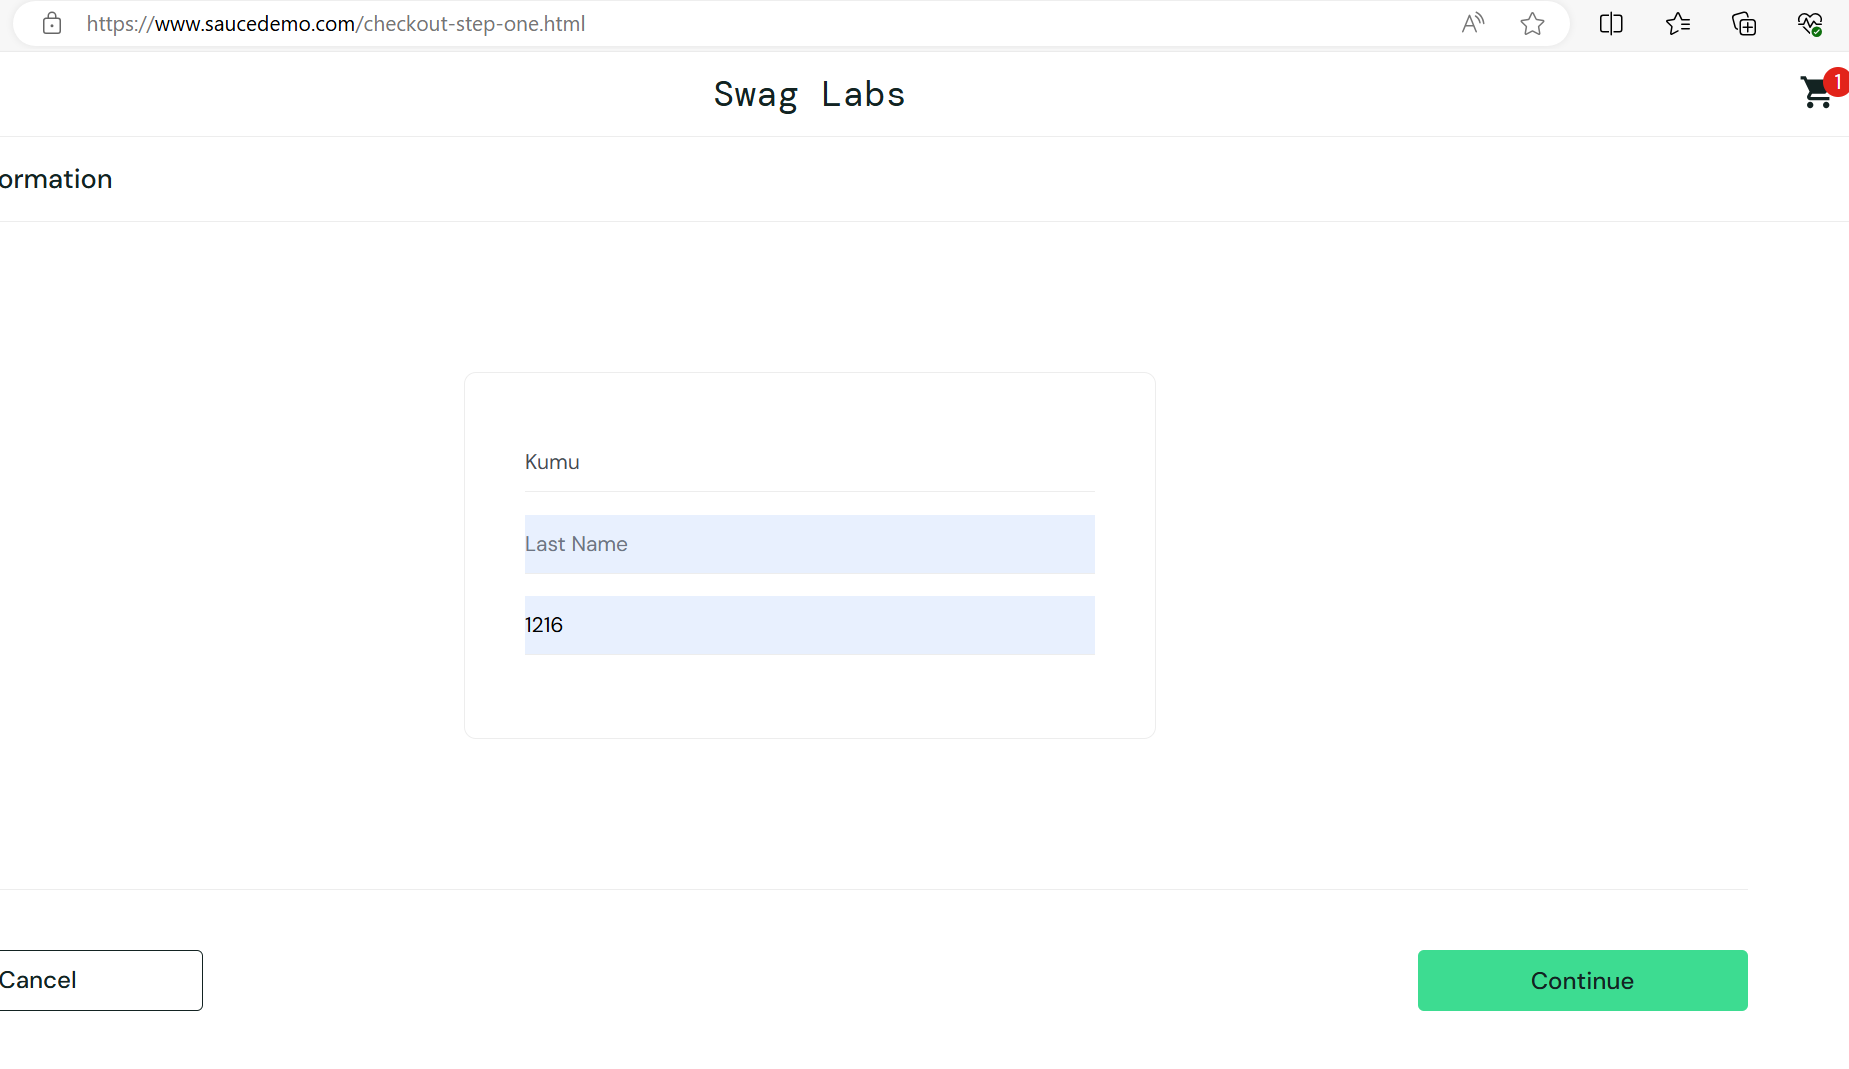 https://www.saucedemo.com/checkout-step-one.html
Swag Labs
1
ormation
Kumu
Last Name
1216
Cancel
Continue